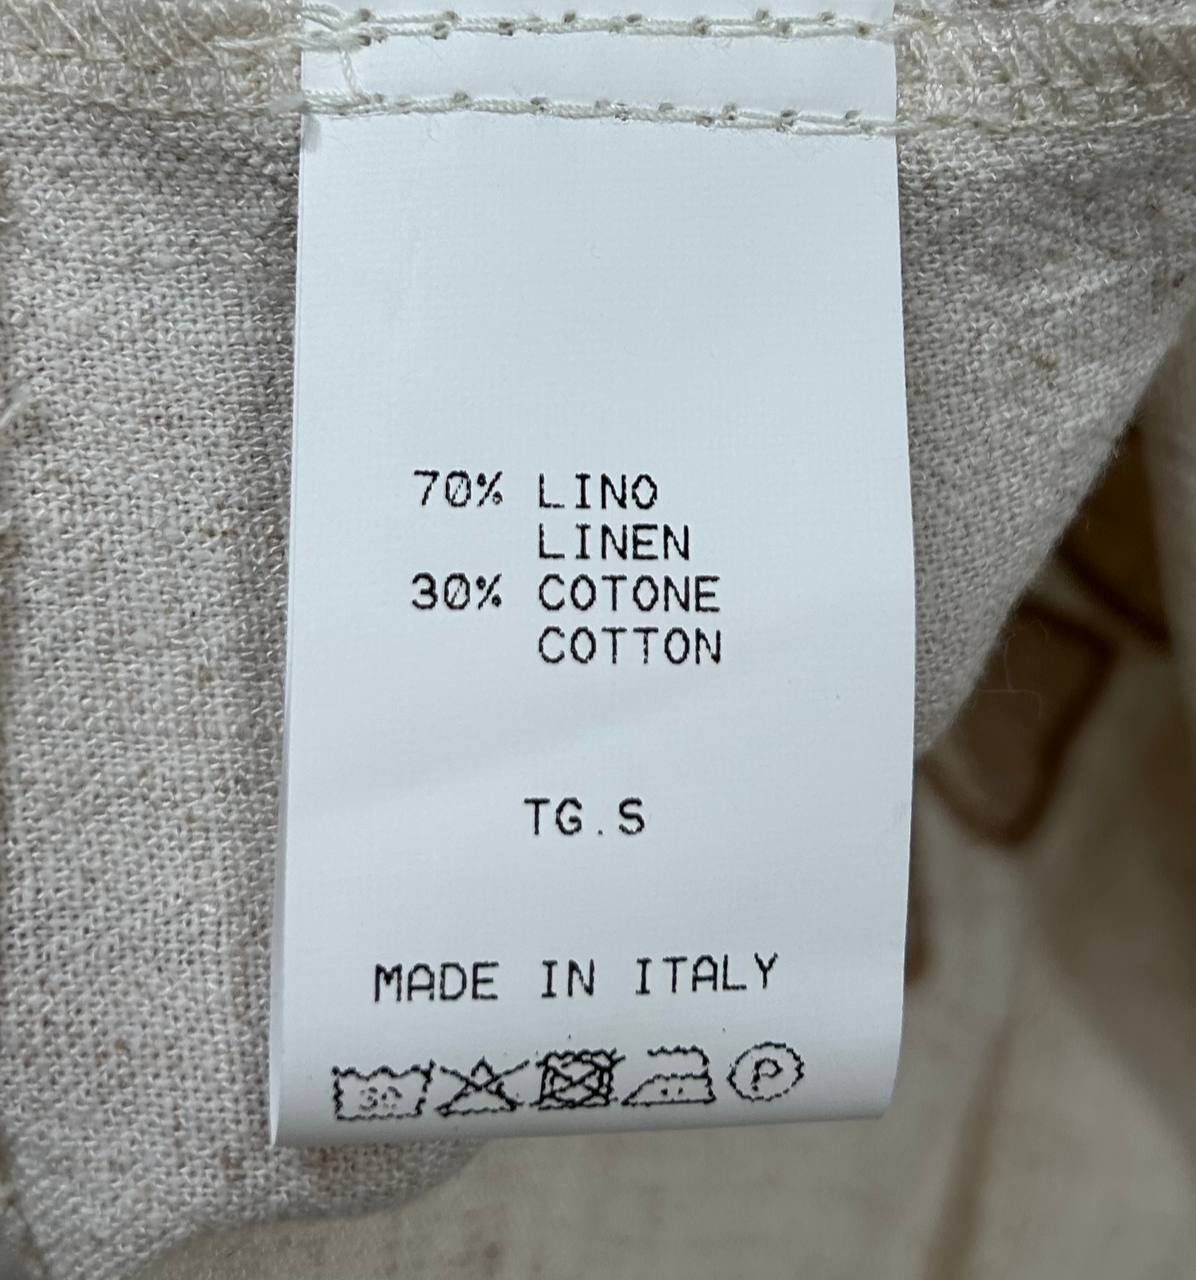 70% LINO
LINEN
30% COTONE
COTTON
TG.S
MADE IN ITALY
30
P